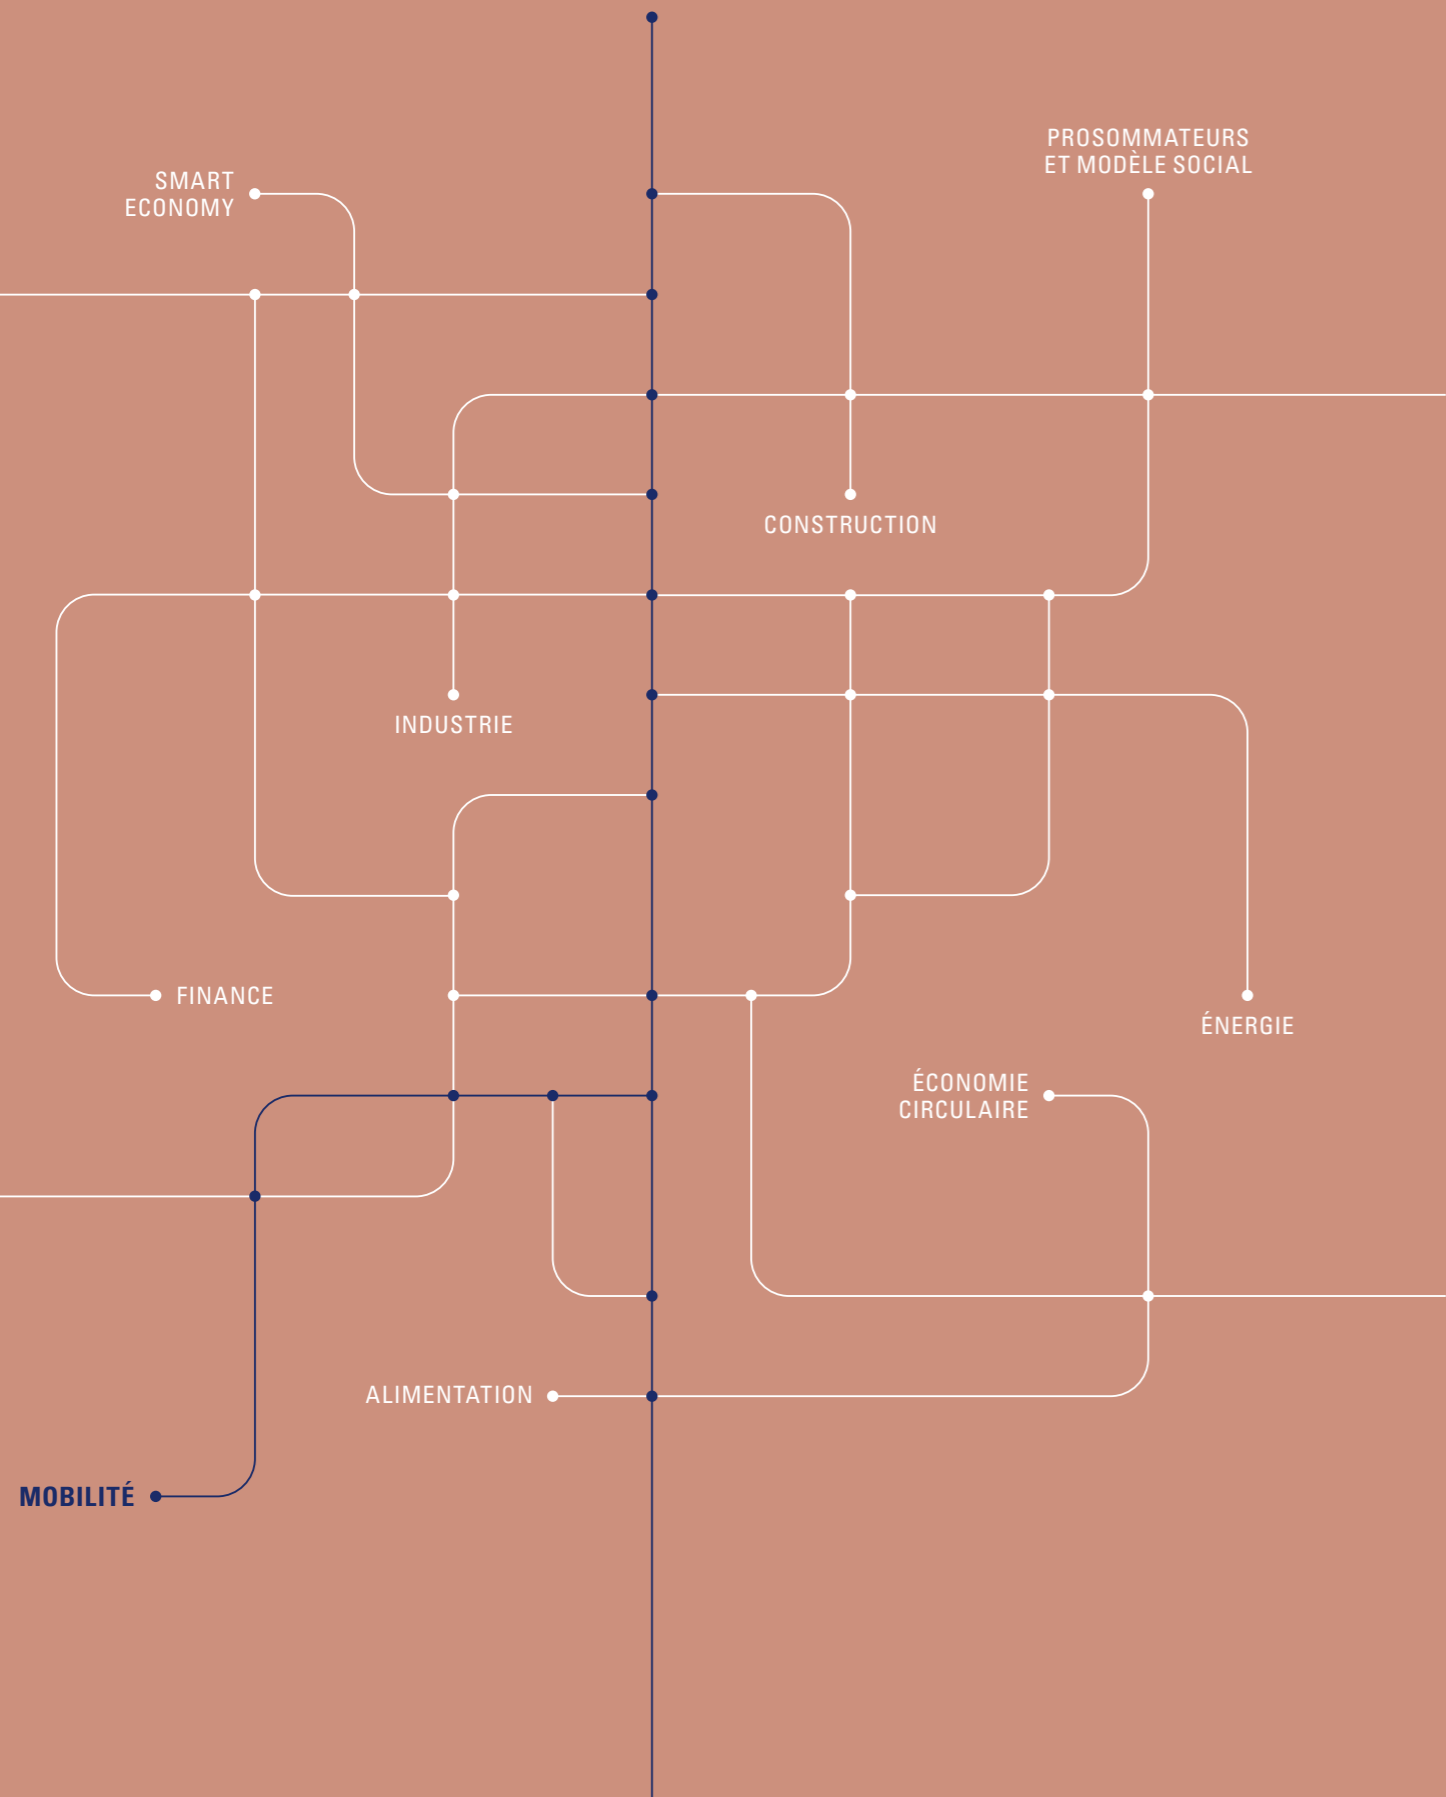 PROSOMMATEURS
ET MODÈLE SOCIAL
SMART
ECONOMY
CONSTRUCTION
INDUSTRIE
FINANCE
ÉNERGIE
ÉCONOMIE
CIRCULAIRE
ALIMENTATION
MOBILITÉ